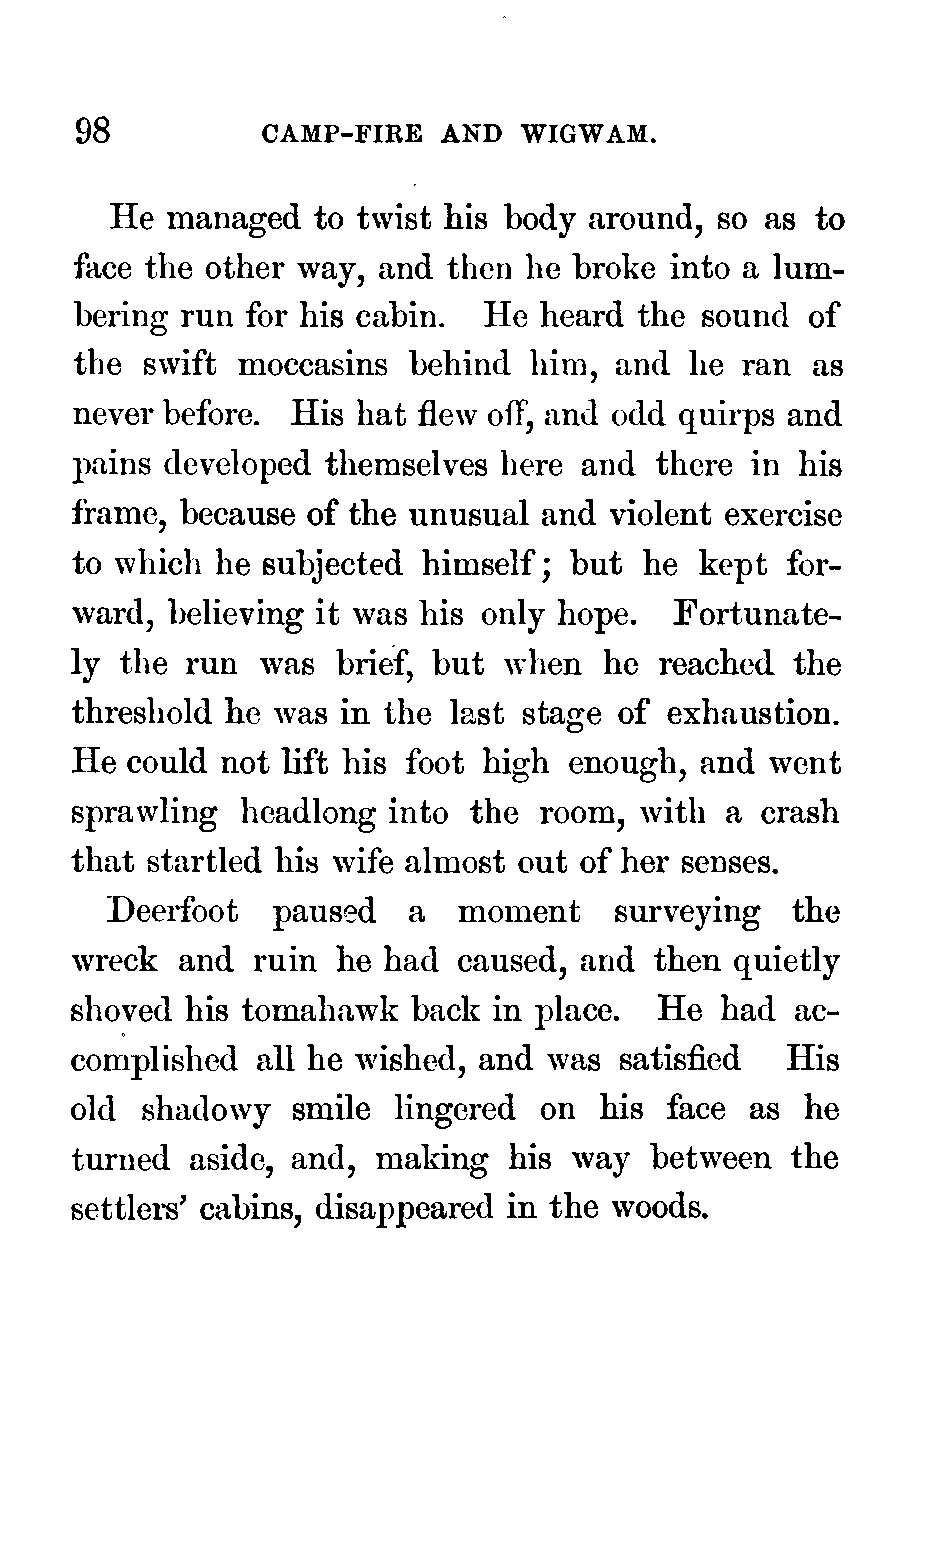 98 CAMP-FIRE AND WIGWAM.
He managed to twist his body around, so as to
face the other way, and then he broke into a lum-
bering run for his cabin. He heard the sound of
the swift moccasins behind him, and he ran as
never before. His hat flew off, and odd quirps and
pains developed themselves here and there in his
frame, because of the unusual and violent exercise
to which he subjected himself; but he kept for-
ward, believing it was his only hope. Fortunate-
ly the run was brief, but when he reached the
threshold he was in the last stage of exhaustion.
He could not lift his foot high enough, and went
sprawling headlong into the room, with a crash
that startled his wife almost out of her senses.
Deerfoot paused a moment surveying the
wreck and ruin he had caused, and then quietly
shoved his tomahawk back in place. He had ac-
complished all he wished, and was satisfied His
old shadowy smile lingered on his face as he
turned aside, and, making his way between the
settlers' cabins, disappeared in the woods.